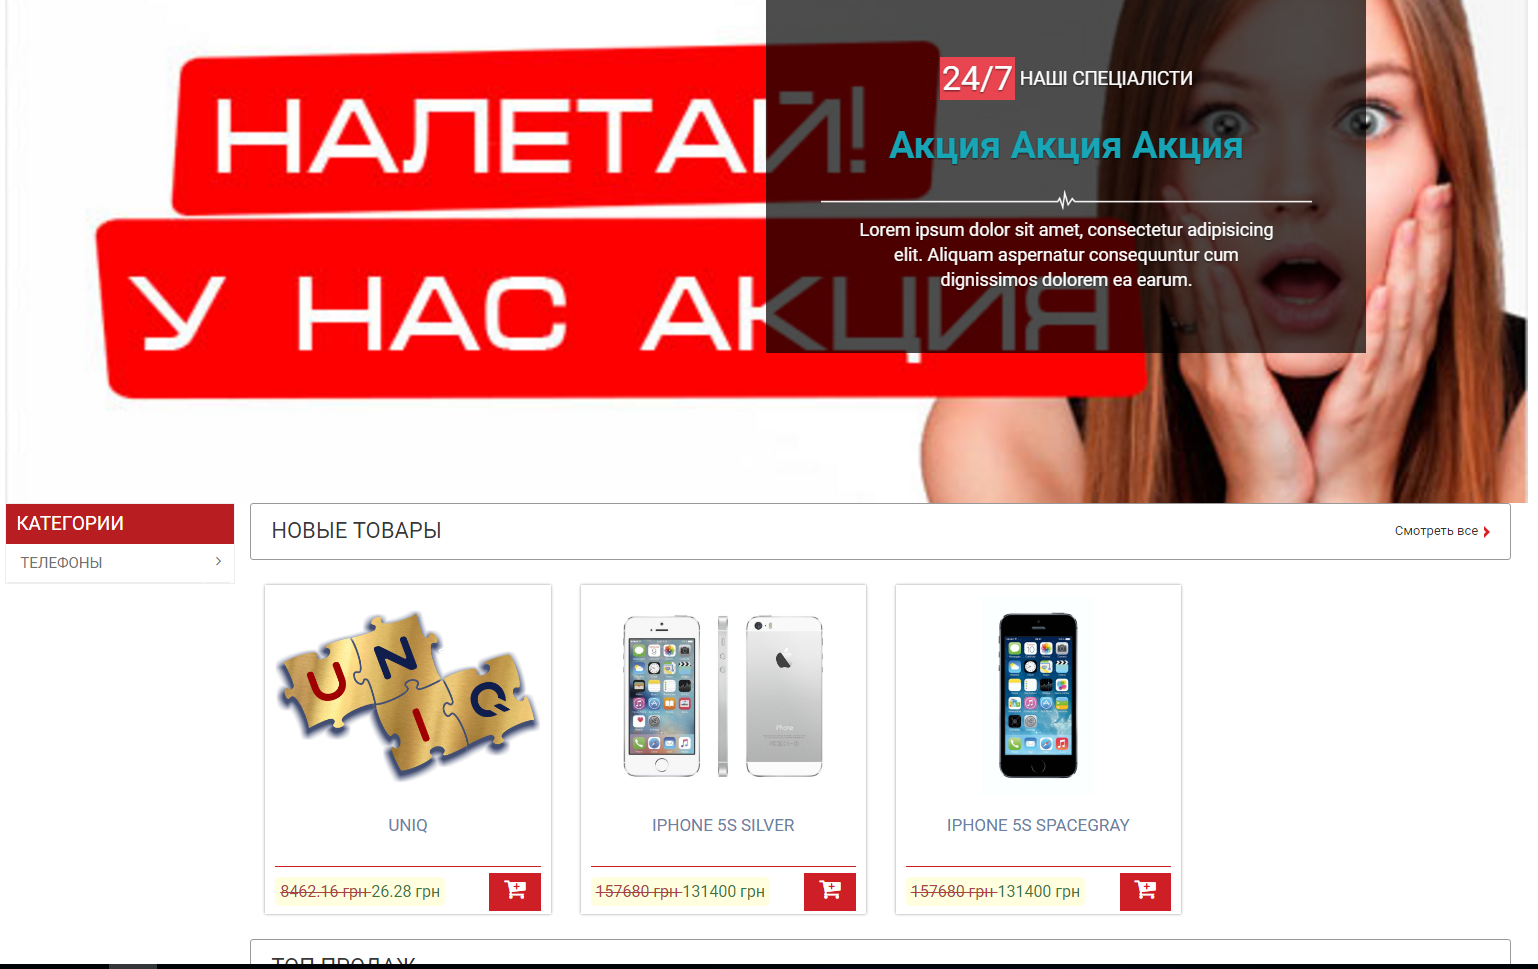 НАЛЕТАЙ!
У НАС АКЦИЯ
24/7 НАШІ СПЕЦІАЛІСТИ
Акция Акция Акция
Lorem ipsum dolor sit amet, consectetur adipisicing
elit. Aliquam aspernatur consequuntur cum
dignissimos dolorem ea earum.
КАТЕГОРИИ
ТЕЛЕФОНЫ
НОВЫЕ ТОВАРЫ
Смотреть все
UNIQ
UNIQ
8462.16 грн 26.28 грн
iPhone
IPHONE 5S SILVER
157680 грн 131400 грн
IPHONE 5S SPACEGRAY
157680 грн 131400 грн
ТОП ПРОДАЖ